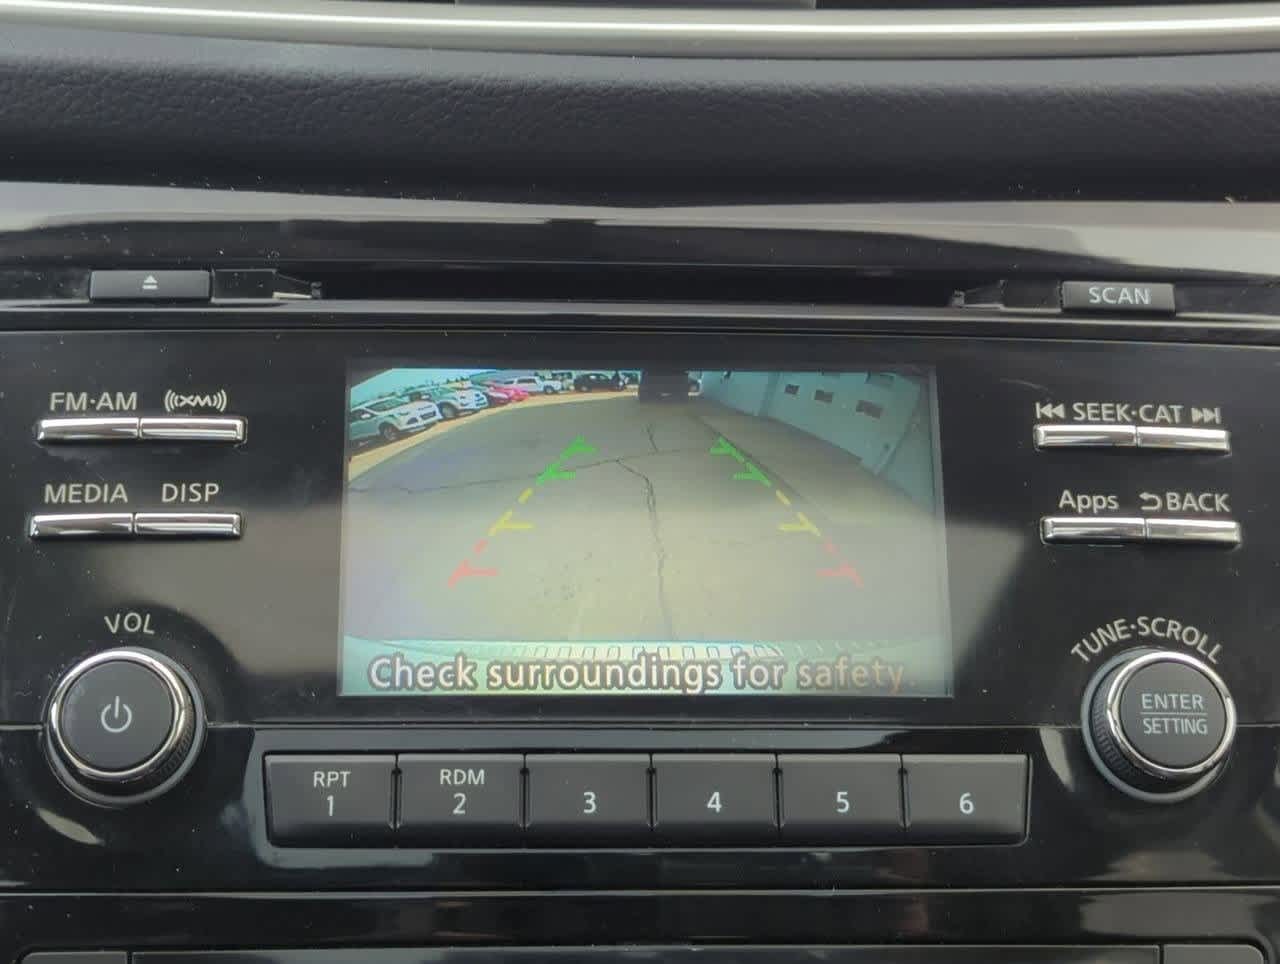 SCAN
FM·AM
((XM))
SEEK·CAT
MEDIA
DISP
Apps
BACK
VOL
TUNE·SCROLL
Check surroundings for safety.
ENTER
SETTING
RPT
RDM
1
2
3
4
5
6